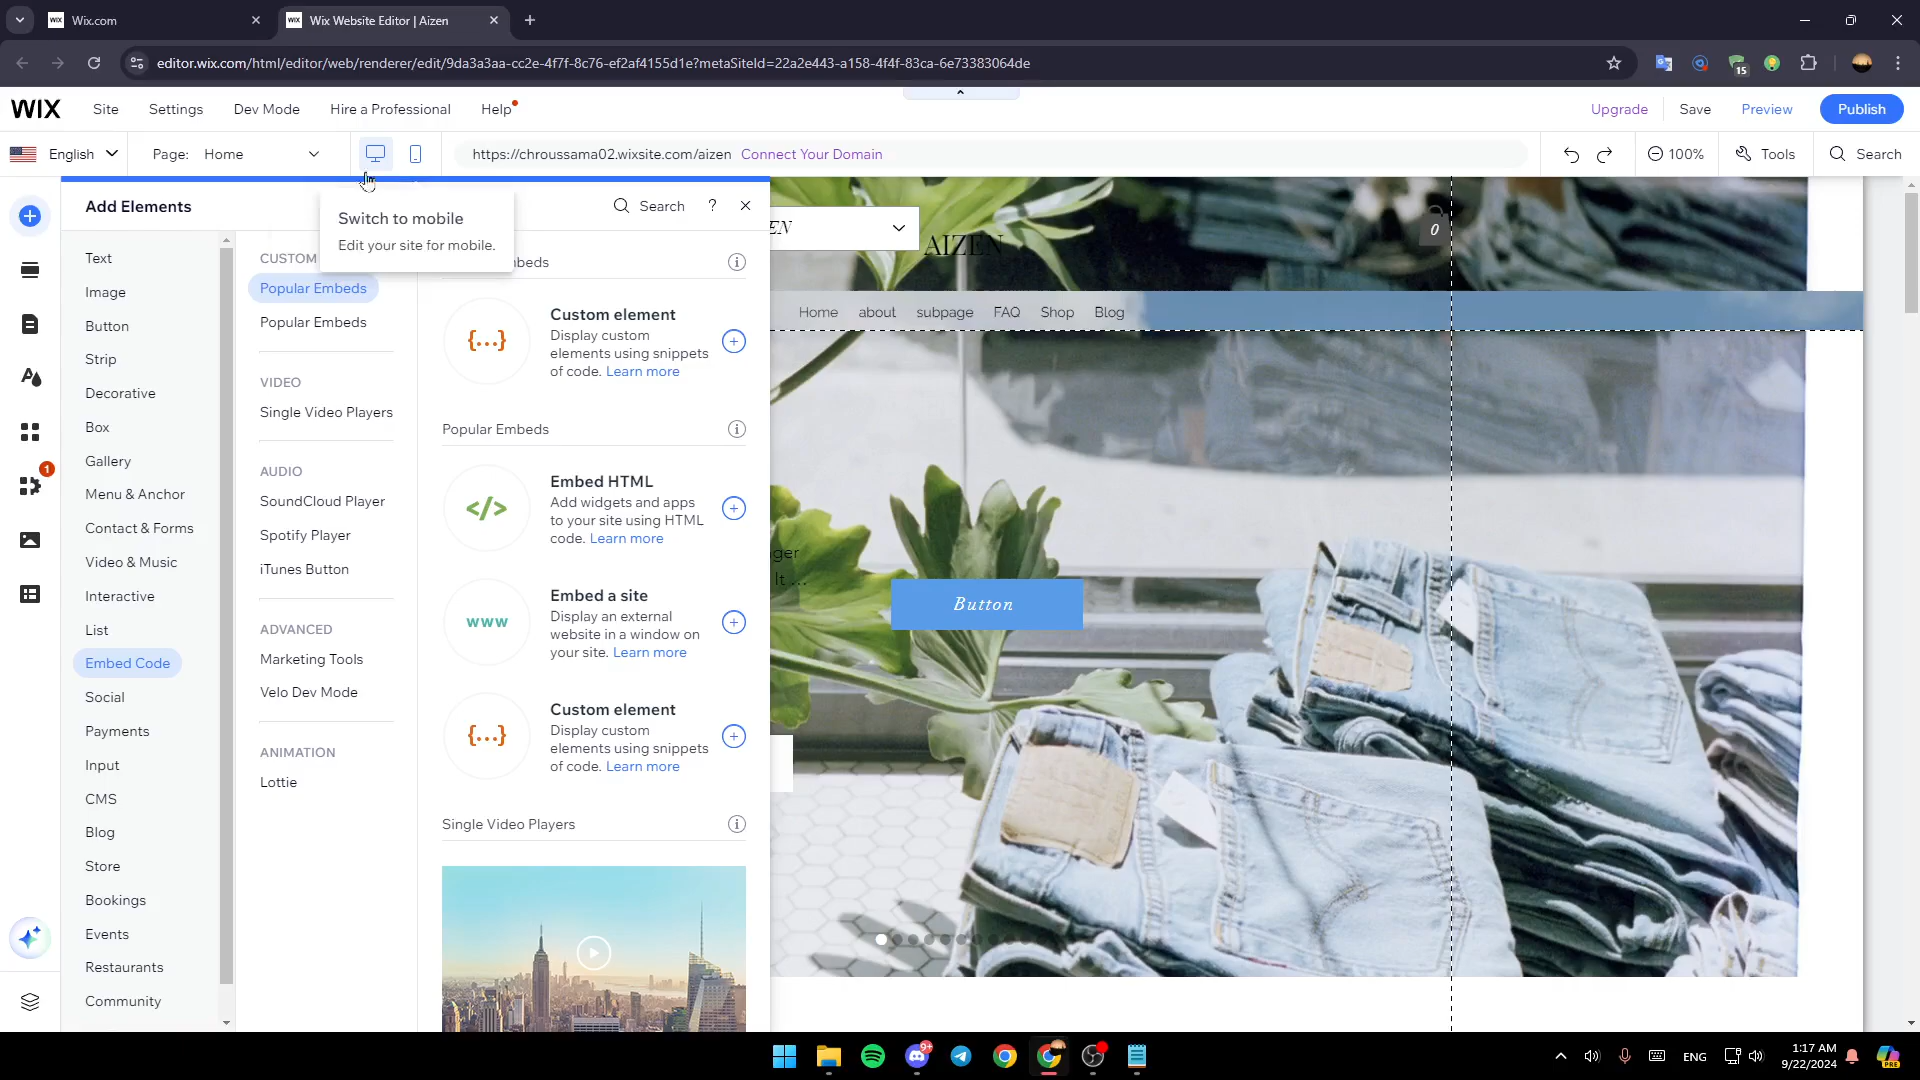 Wix.com
Wix Website Editor | Aizen
editor.wix.com/html/editor/web/renderer/edit/9da3a3aa-cc2e-4f7f-8c76-ef2af4155d1e?metaSiteId=22a2e443-a158-4f4f-83ca-6e73383064de
15
WIX Site Settings Dev Mode Hire a Professional Help Upgrade Save Preview Publish
English Page: Home https://chroussama02.wixsite.com/aizen Connect Your Domain 100% Tools Search
Add Elements
Search ?
Switch to mobile
Edit your site for mobile.
Text
Image
Button
Strip
Decorative
Box
Gallery
Menu & Anchor
Contact & Forms
Video & Music
Interactive
List
Embed Code
Social
Payments
Input
CMS
Blog
Store
Bookings
Events
Restaurants
Community
1
CUSTOM
Popular Embeds
Popular Embeds
VIDEO
Single Video Players
AUDIO
SoundCloud Player
Spotify Player
iTunes Button
ADVANCED
Marketing Tools
Velo Dev Mode
ANIMATION
Lottie
beds
{...}
Custom element
Display custom
elements using snippets
of code. Learn more
Popular Embeds
</>
Embed HTML
Add widgets and apps
to your site using HTML
code. Learn more
www
Embed a site
Display an external
website in a window on
your site. Learn more
{...}
Custom element
Display custom
elements using snippets
of code. Learn more
Single Video Players
EN
AIZEN
0
Home about subpage FAQ Shop Blog
ger
It ...
Button
9+
ENG
1:17 AM
9/22/2024
PRE